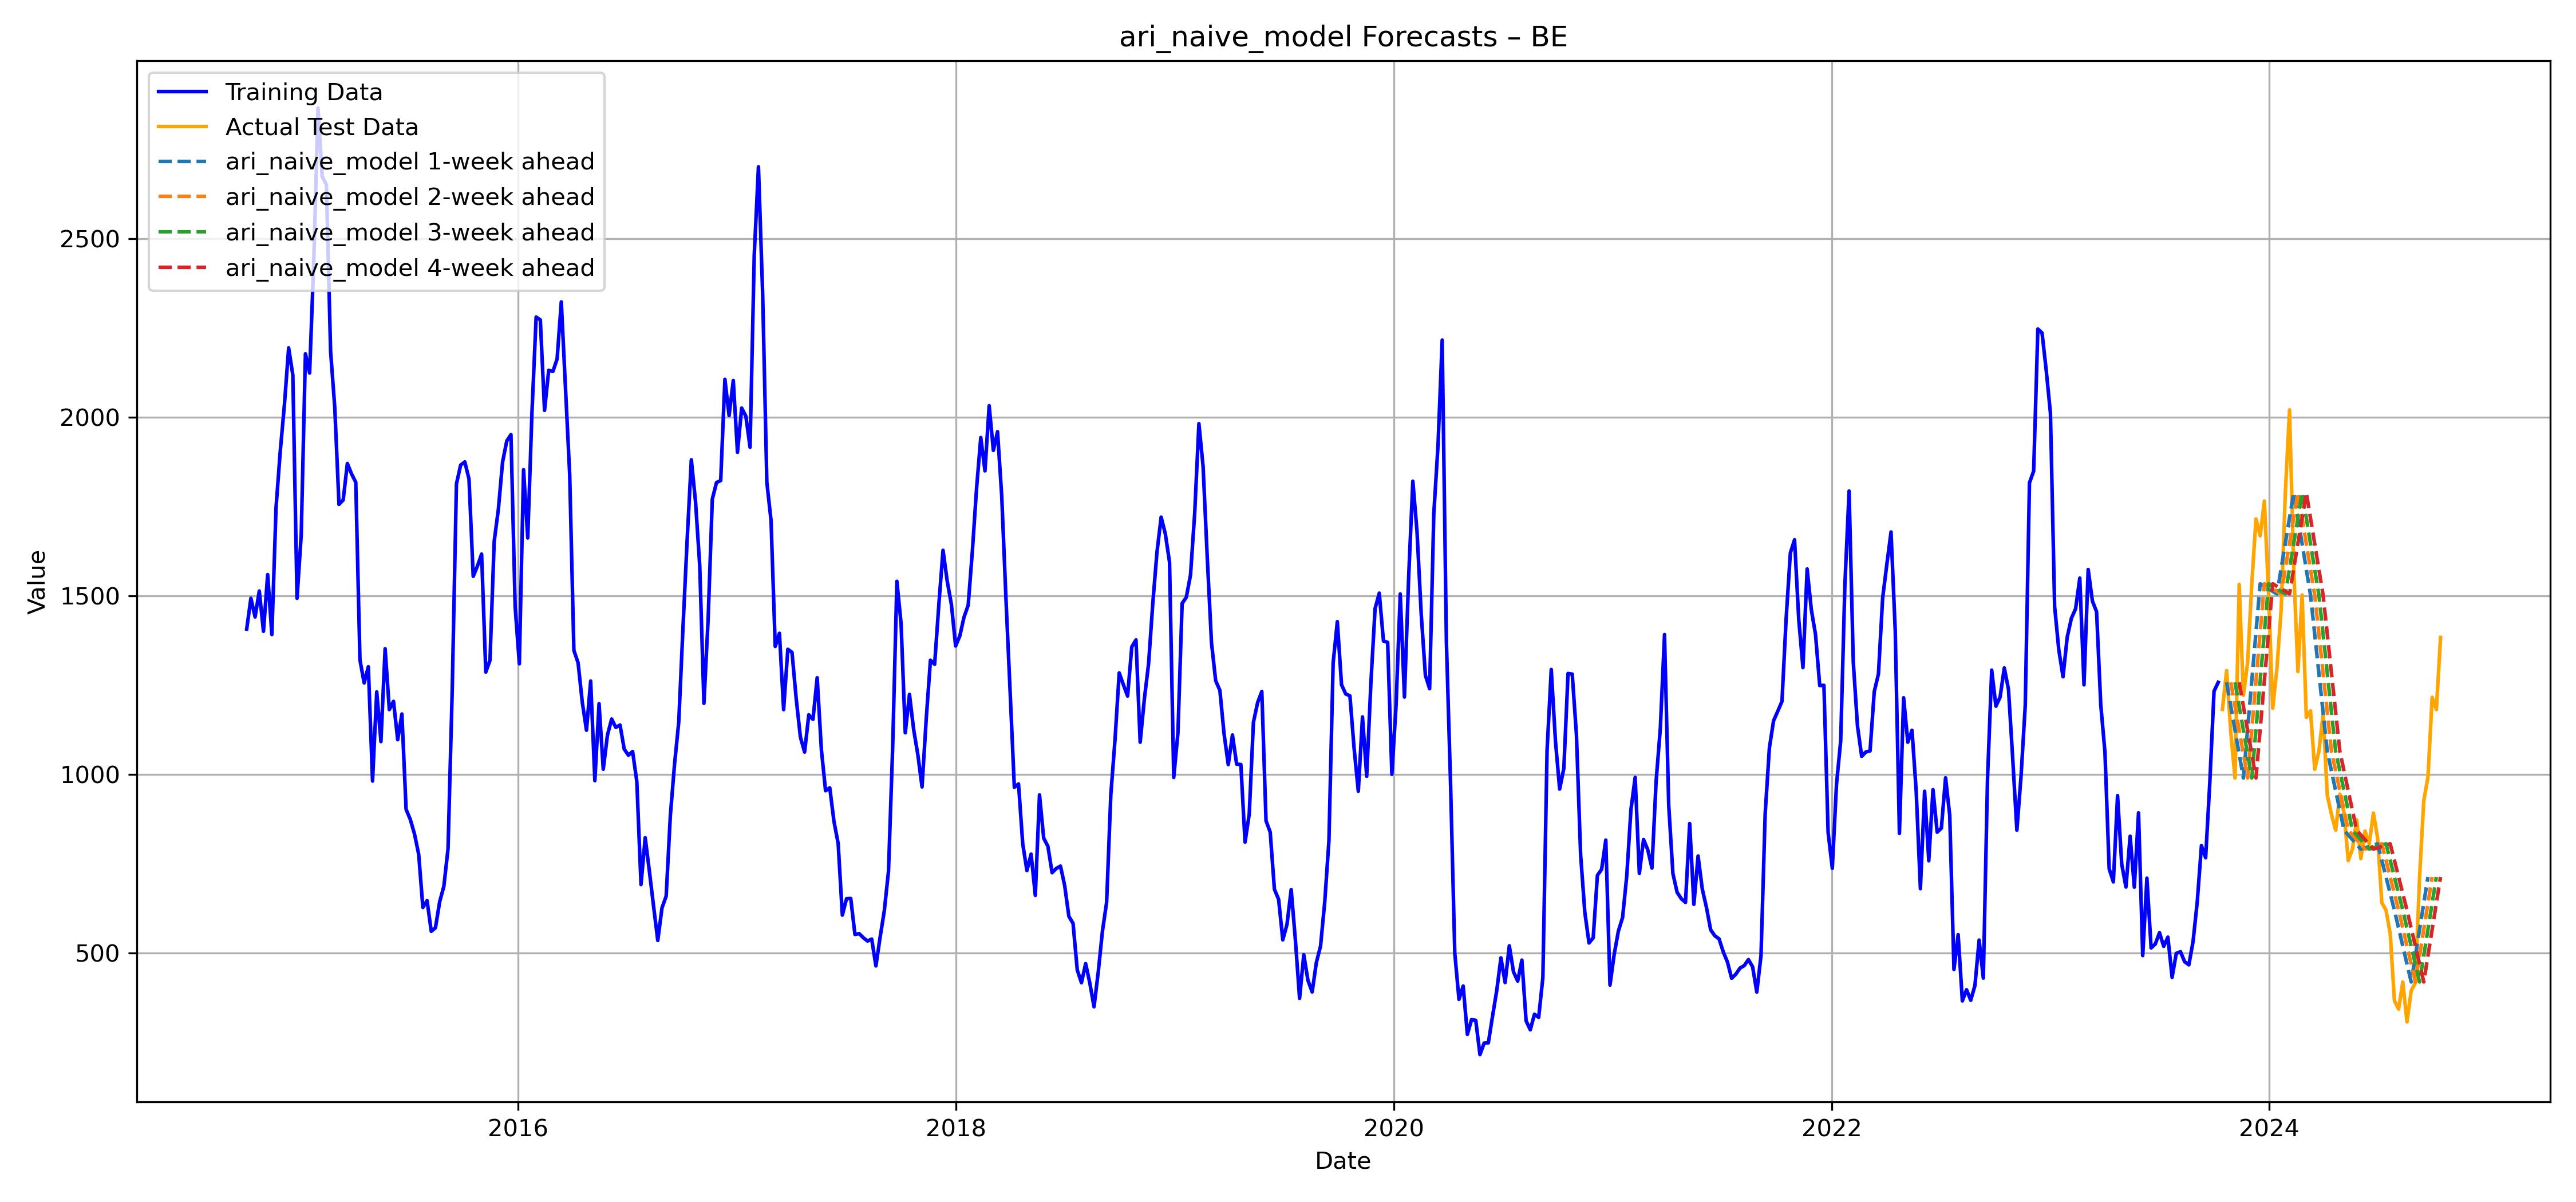 ari_naive_model Forecasts – BE
Training Data
Actual Test Data
ari_naive_model 1-week ahead
ari_naive_model 2-week ahead
ari_naive_model 3-week ahead
ari_naive_model 4-week ahead
Value
2500
2000
1500
1000
500
2016
2018
2020
2022
2024
Date